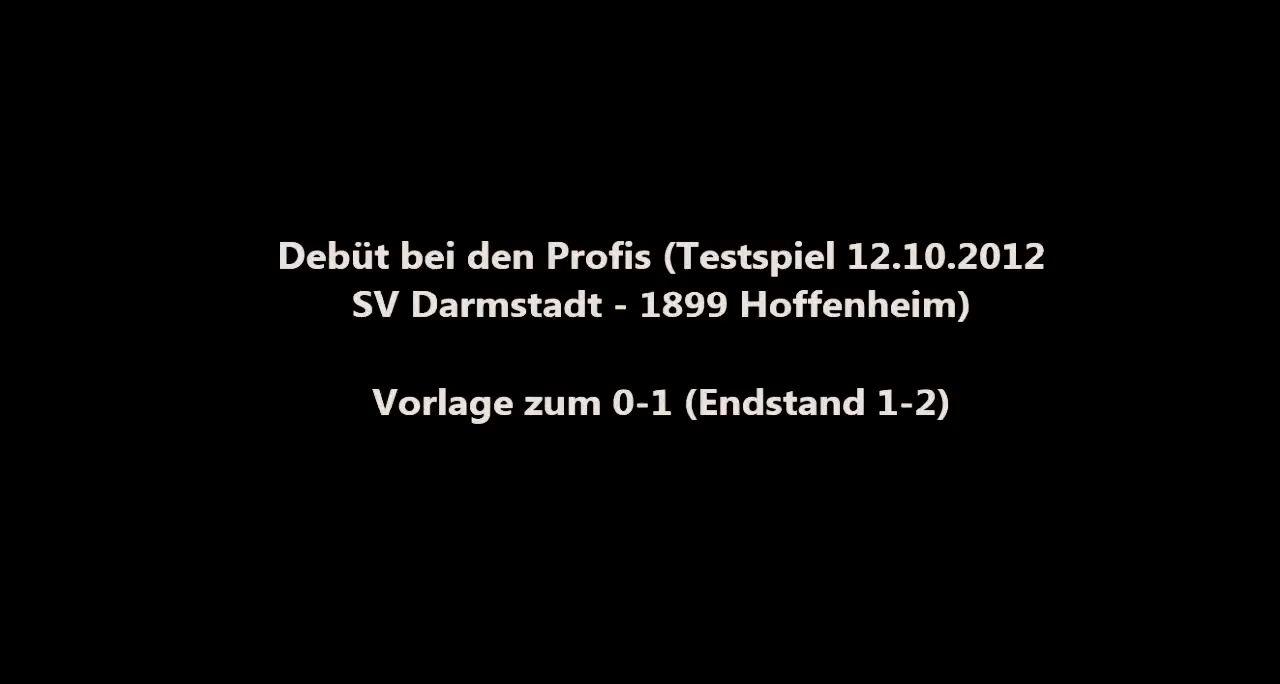 Debüt bei den Profis (Testspiel 12.10.2012
SV Darmstadt - 1899 Hoffenheim)
Vorlage zum 0-1 (Endstand 1-2)